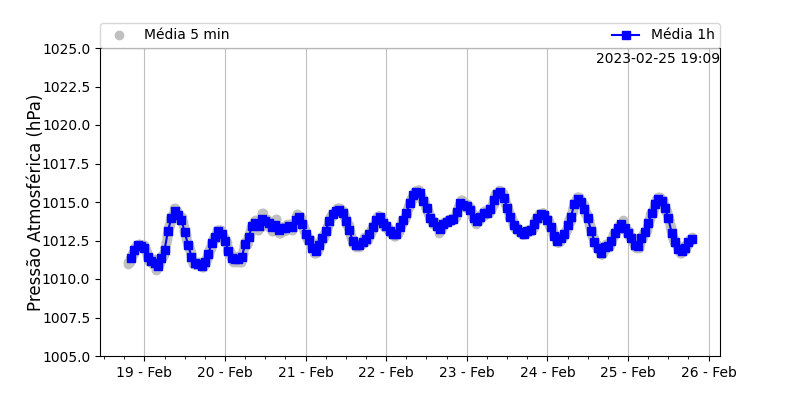 Média 5 min
Média 1h
2023-02-25 19:09
Pressão Atmosférica (hPa)
1025.0
1022.5
1020.0
1017.5
1015.0
1012.5
1010.0
1007.5
1005.0
19 - Feb
20 - Feb
21 - Feb
22 - Feb
23 - Feb
24 - Feb
25 - Feb
26 - Feb